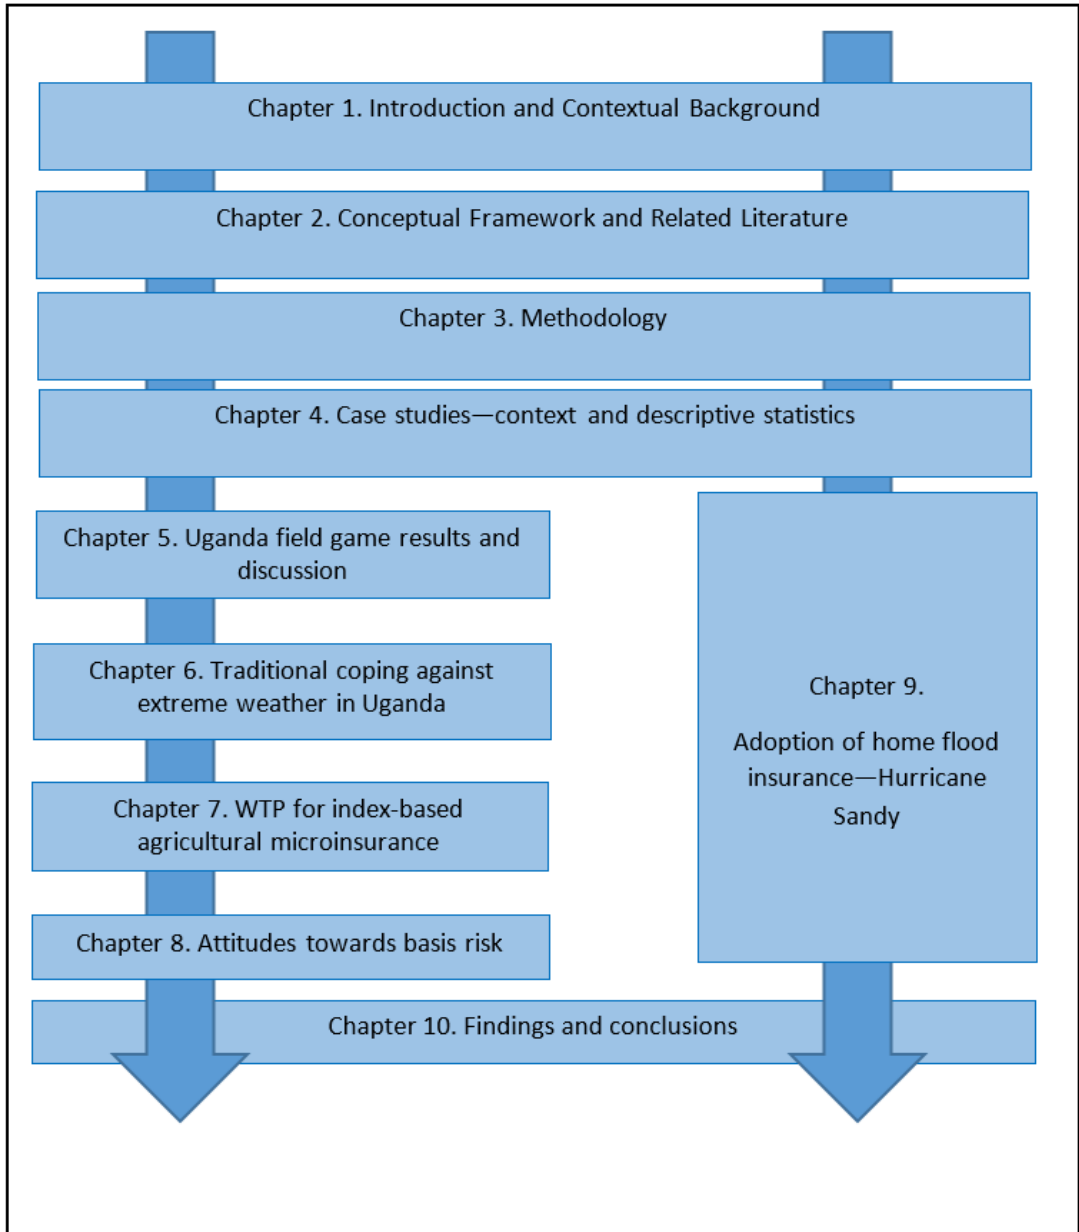 Chapter 1. Introduction and Contextual Background
Chapter 2. Conceptual Framework and Related Literature
Chapter 3. Methodology
Chapter 4. Case studies—context and descriptive statistics
Chapter 5. Uganda field game results and
discussion
Chapter 6. Traditional coping against
extreme weather in Uganda
Chapter 7. WTP for index-based
agricultural microinsurance
Chapter 8. Attitudes towards basis risk
Chapter 9.
Adoption of home flood
insurance—Hurricane
Sandy
Chapter 10. Findings and conclusions